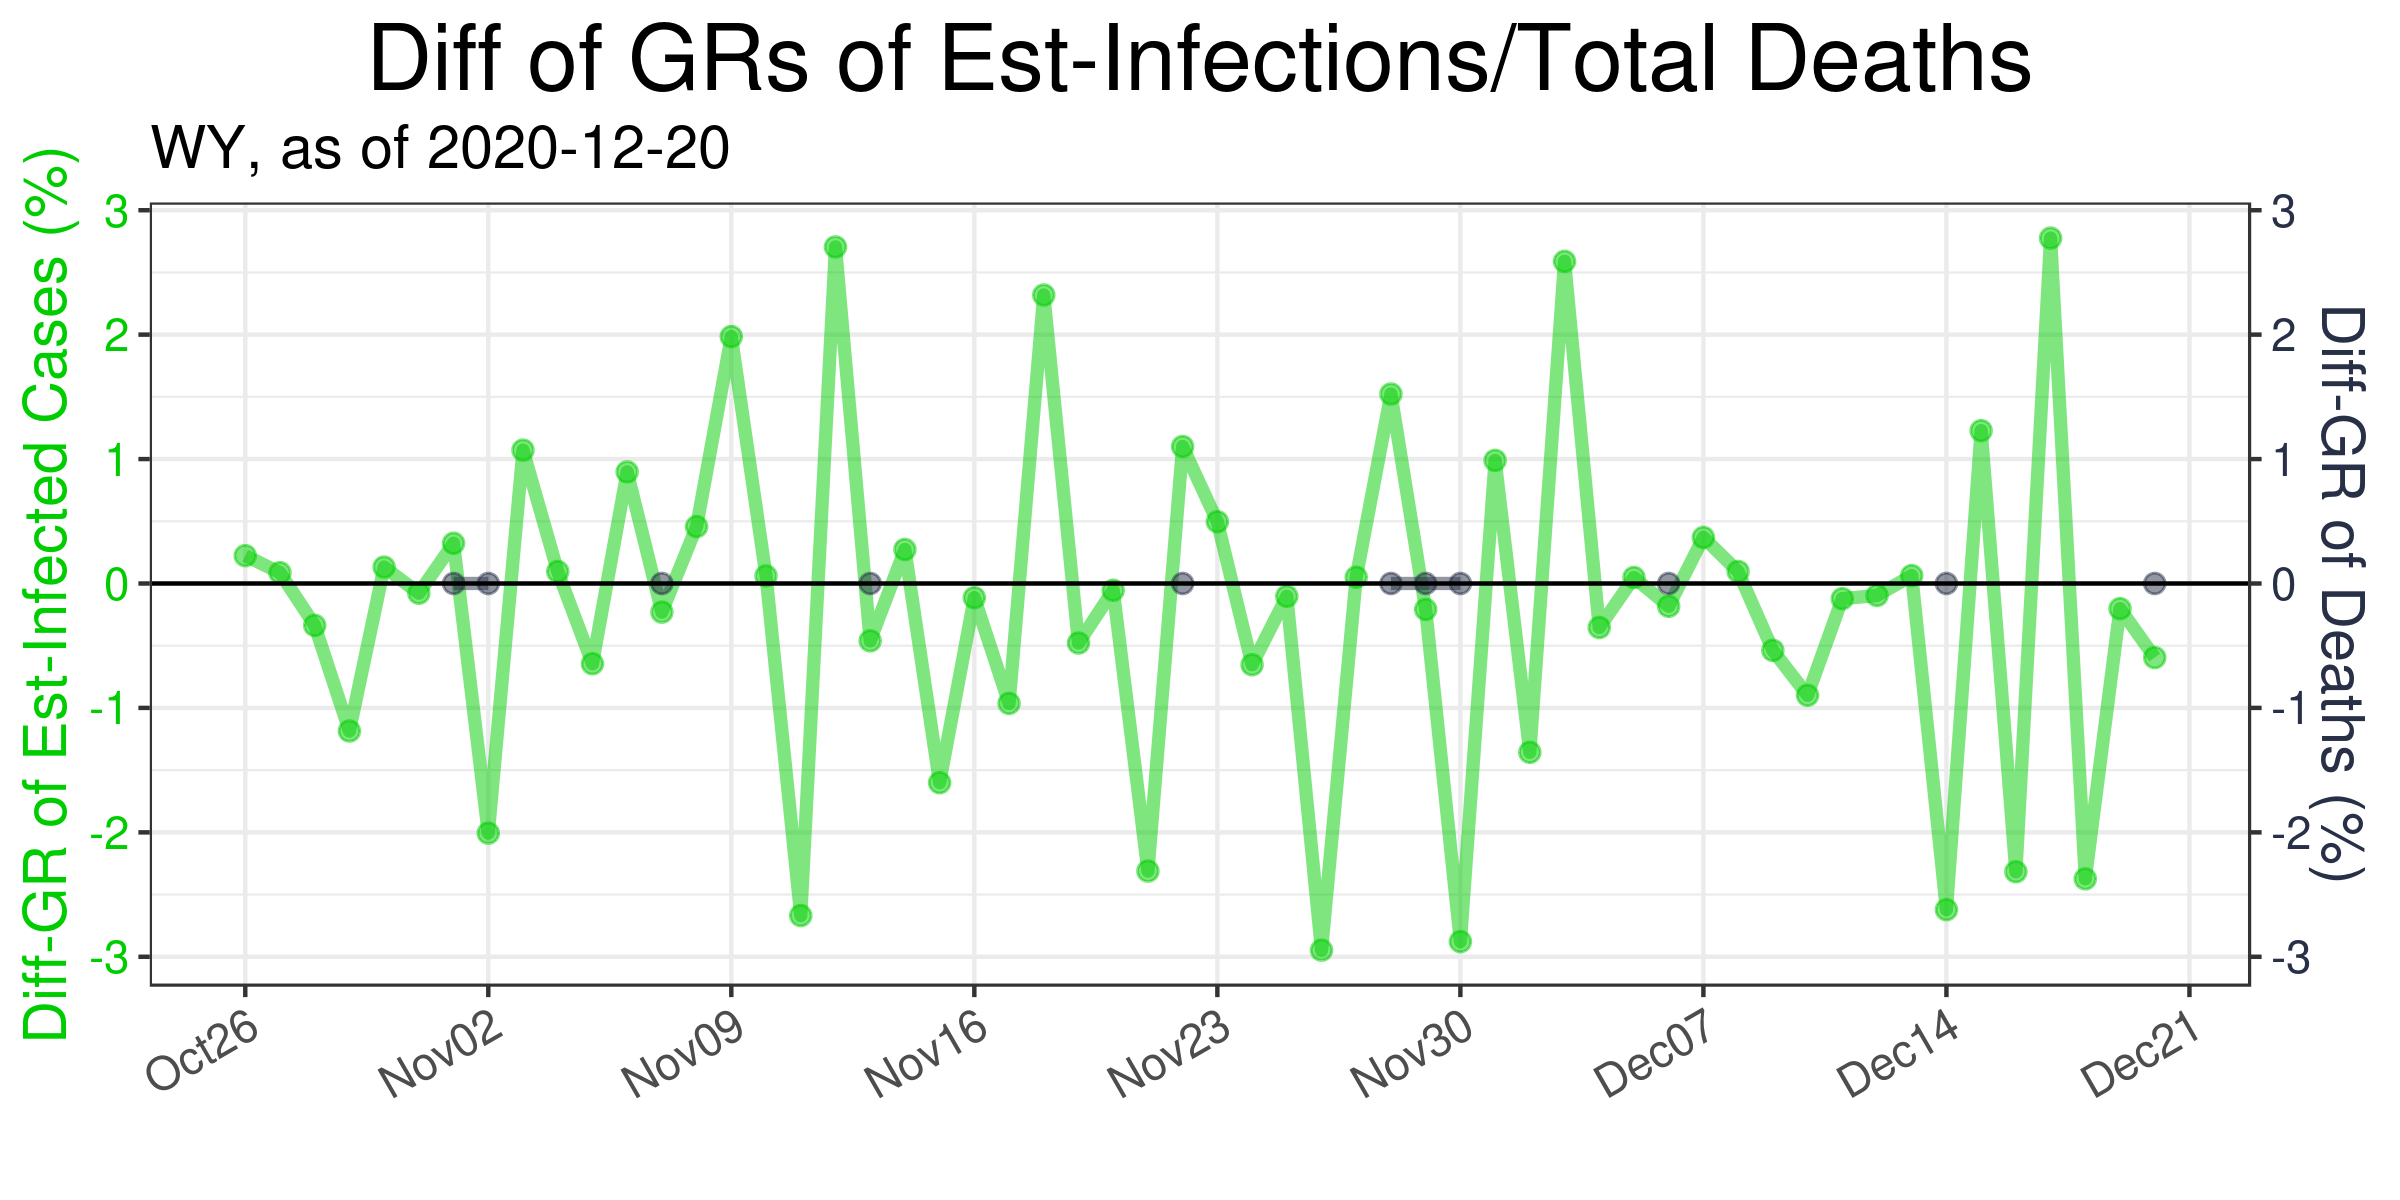 Diff of GRs of Est-Infections/Total Deaths
WY, as of 2020-12-20
Diff-GR of Est-Infected Cases (%)
3
2
1
0
-1
-2
-3
3
2
1
0
-1
-2
-3
Diff-GR of Deaths (%)
Oct26
Nov02
Nov09
Nov16
Nov23
Nov30
Dec07
Dec14
Dec21